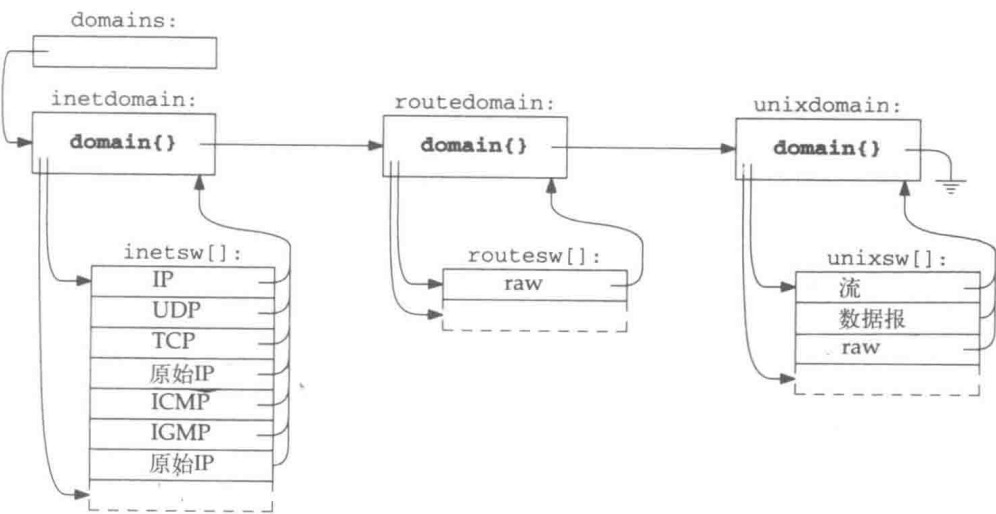 domains:
inetdomain:
domain{}
routedomain:
domain{}
unixdomain:
domain{}
inetsw[]:
IP
UDP
TCP
原始IP
ICMP
IGMP
原始IP
routesw[]:
raw
unixsw[]:
流
数据报
raw